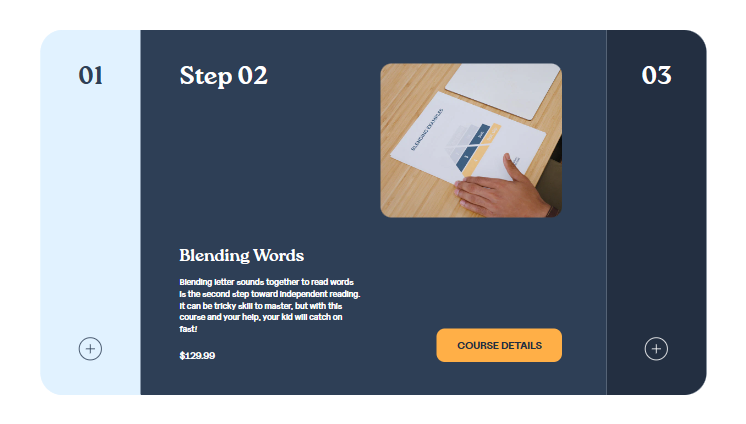 01
Step 02
03
BLENDING EXAMPLES
Blending Words
Blending letter sounds together to read words
is the second step toward independent reading.
It can be tricky skill to master, but with this
course and your help, your kid will catch on
fast!
$129.99
COURSE DETAILS